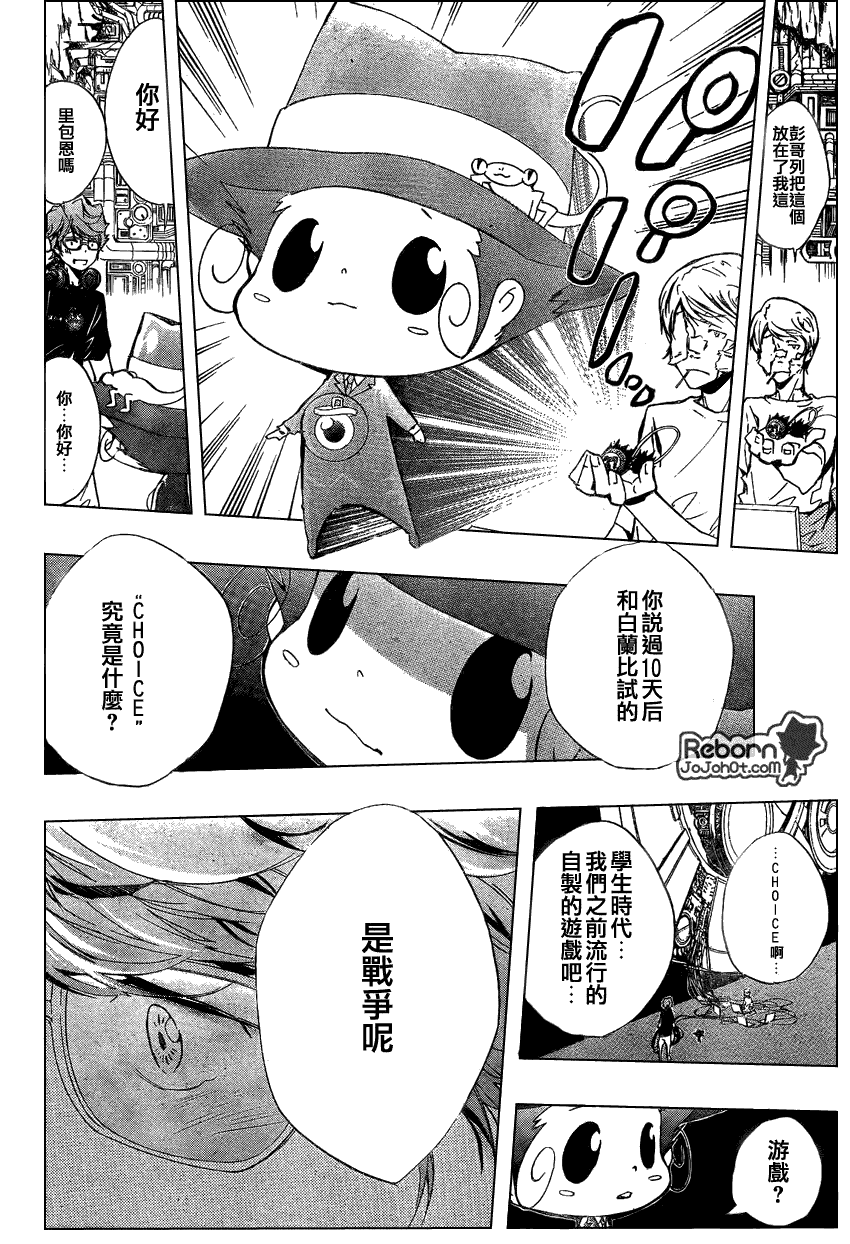 彭哥列把這個
放在了我這
你好
里包恩嗎
你…你好…
你説過10天后
和白蘭比試的
“CHOICE”
究竟是什麼？
Reborn
JoJoh0t.coM
…CHOICE啊…
學生時代…
我們之前流行的
自製的遊戲吧…
游戲？
是戰爭呢